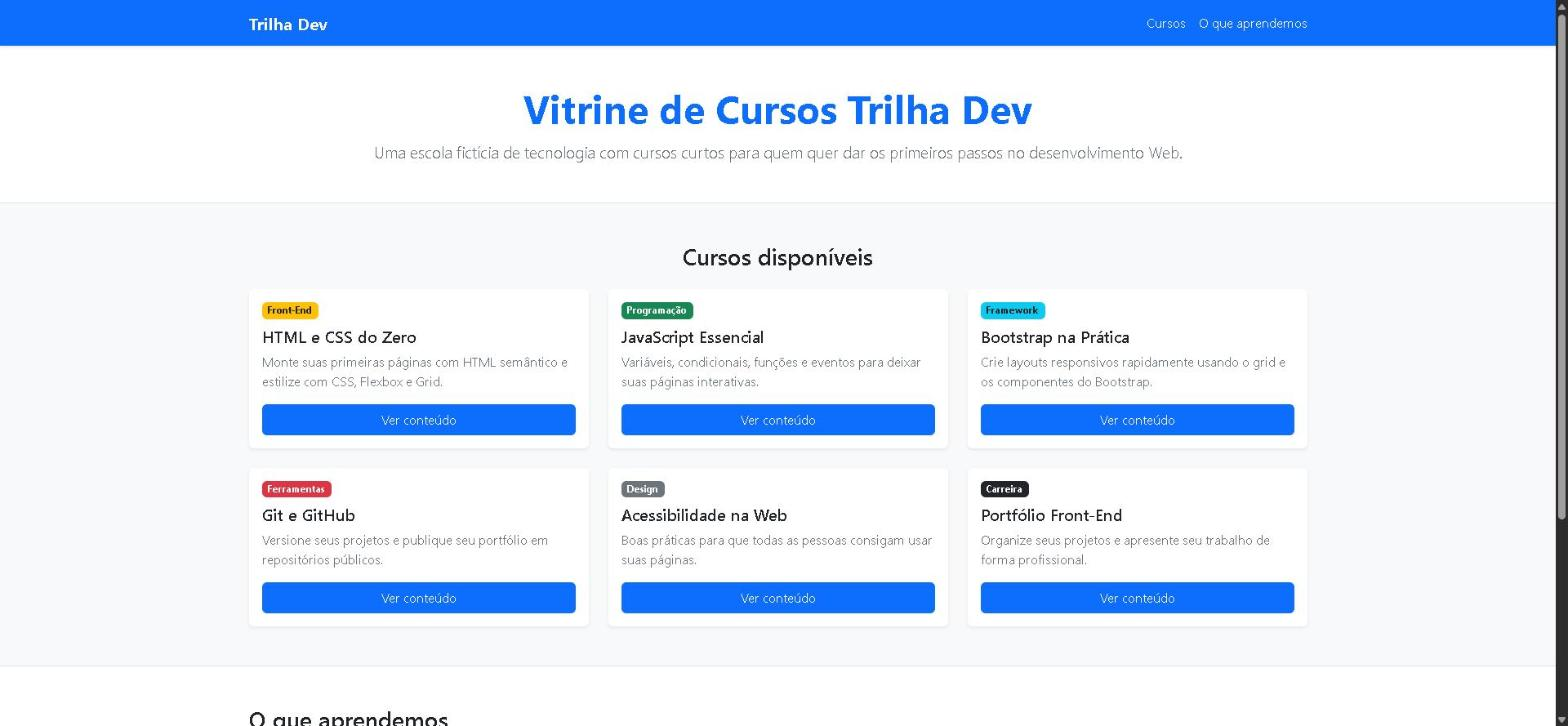 Trilha Dev
Cursos O que aprendemos
Vitrine de Cursos Trilha Dev
Uma escola fictícia de tecnologia com cursos curtos para quem quer dar os primeiros passos no desenvolvimento Web.
Cursos disponíveis
Front-End
HTML e CSS do Zero
Monte suas primeiras páginas com HTML semântico e
estilize com CSS, Flexbox e Grid.
Ver conteúdo
Programação
JavaScript Essencial
Variáveis, condicionais, funções e eventos para deixar
suas páginas interativas.
Ver conteúdo
Framework
Bootstrap na Prática
Crie layouts responsivos rapidamente usando o grid e
os componentes do Bootstrap.
Ver conteúdo
Ferramentas
Git e GitHub
Versione seus projetos e publique seu portfólio em
repositórios públicos.
Ver conteúdo
Design
Acessibilidade na Web
Boas práticas para que todas as pessoas consigam usar
suas páginas.
Ver conteúdo
Carreira
Portfólio Front-End
Organize seus projetos e apresente seu trabalho de
forma profissional.
Ver conteúdo
O que aprendemos